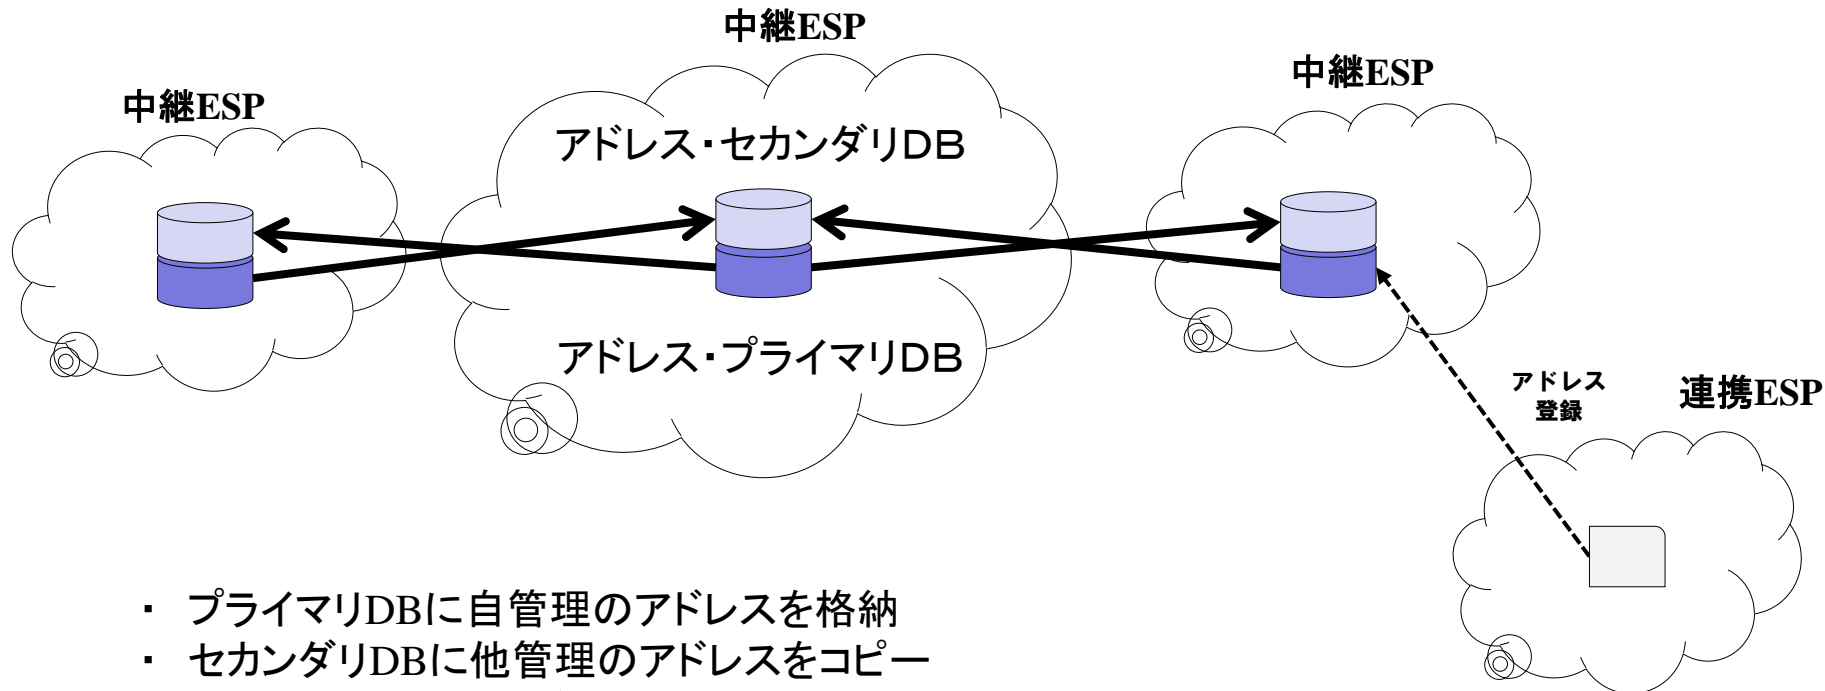 中継ESP
中継ESP
中継ESP
アドレス・セカンダリDB
アドレス・プライマリDB
アドレス
登録
連携ESP
・ プライマリDBに自管理のアドレスを格納
・ セカンダリDBに他管理のアドレスをコピー